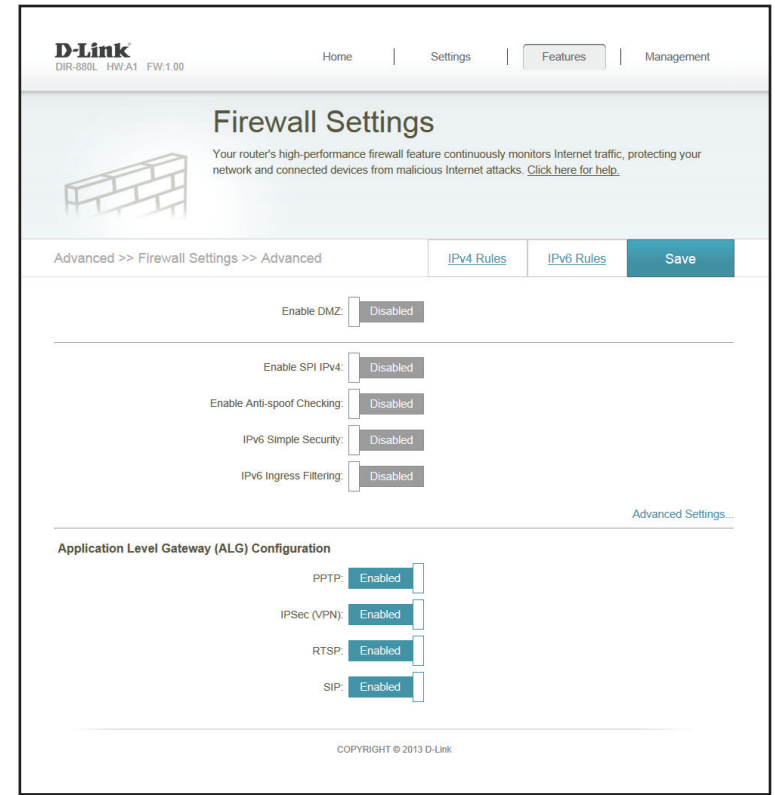 D-Link
DIR-880L HW:A1 FW:1.00
Home
Settings
Features
Management
Firewall Settings
Your router's high-performance firewall feature continuously monitors Internet traffic, protecting your
network and connected devices from malicious Internet attacks. Click here for help.
Advanced >> Firewall Settings >> Advanced
IPv4 Rules
IPv6 Rules
Save
Enable DMZ: Disabled
Enable SPI IPv4: Disabled
Enable Anti-spoof Checking: Disabled
IPv6 Simple Security: Disabled
IPv6 Ingress Filtering: Disabled
Advanced Settings...
Application Level Gateway (ALG) Configuration
PPTP: Enabled
IPSec (VPN): Enabled
RTSP: Enabled
SIP: Enabled
COPYRIGHT © 2013 D-Link